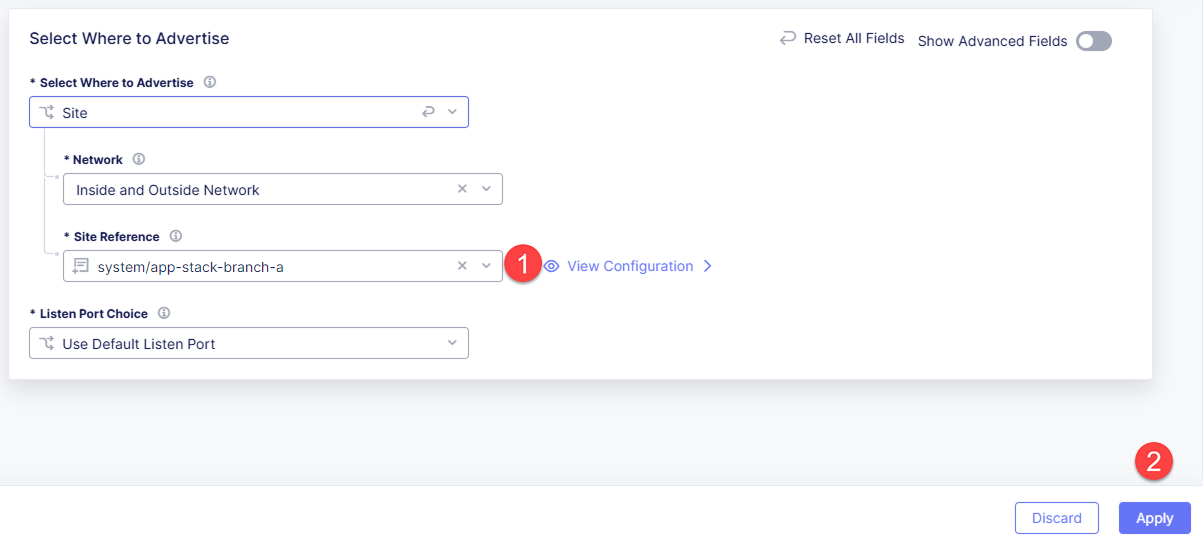 Select Where to Advertise
Reset All Fields
Show Advanced Fields
* Select Where to Advertise
Site
* Network
Inside and Outside Network
* Site Reference
system/app-stack-branch-a
1
View Configuration
* Listen Port Choice
Use Default Listen Port
2
Discard
Apply